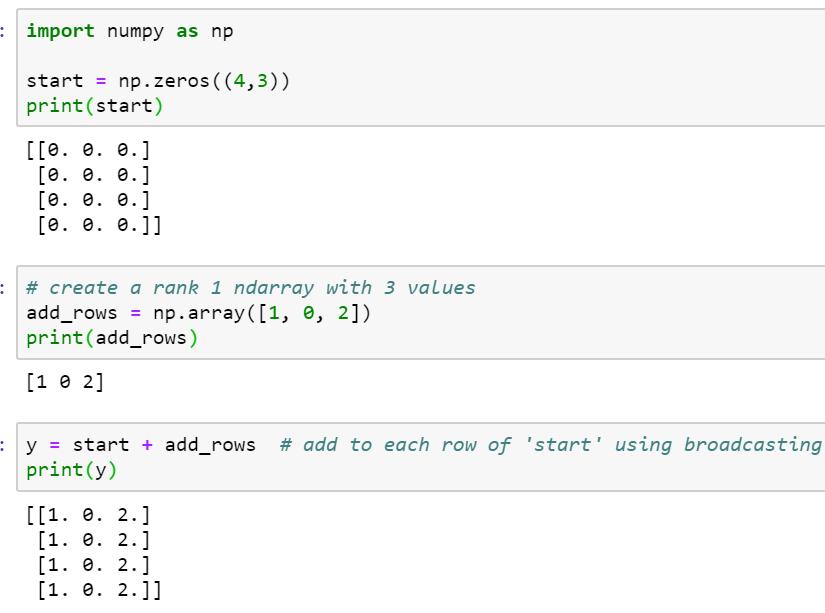 : import numpy as np
start = np.zeros((4,3))
print(start)
[[0. 0. 0.]
[0. 0. 0.]
[0. 0. 0.]
[0. 0. 0.]]
: # create a rank 1 ndarray with 3 values
add_rows = np.array([1, 0, 2])
print(add_rows)
[1 0 2]
: y = start + add_rows  # add to each row of 'start' using broadcasting
print(y)
[[1. 0. 2.]
[1. 0. 2.]
[1. 0. 2.]
[1. 0. 2.]]